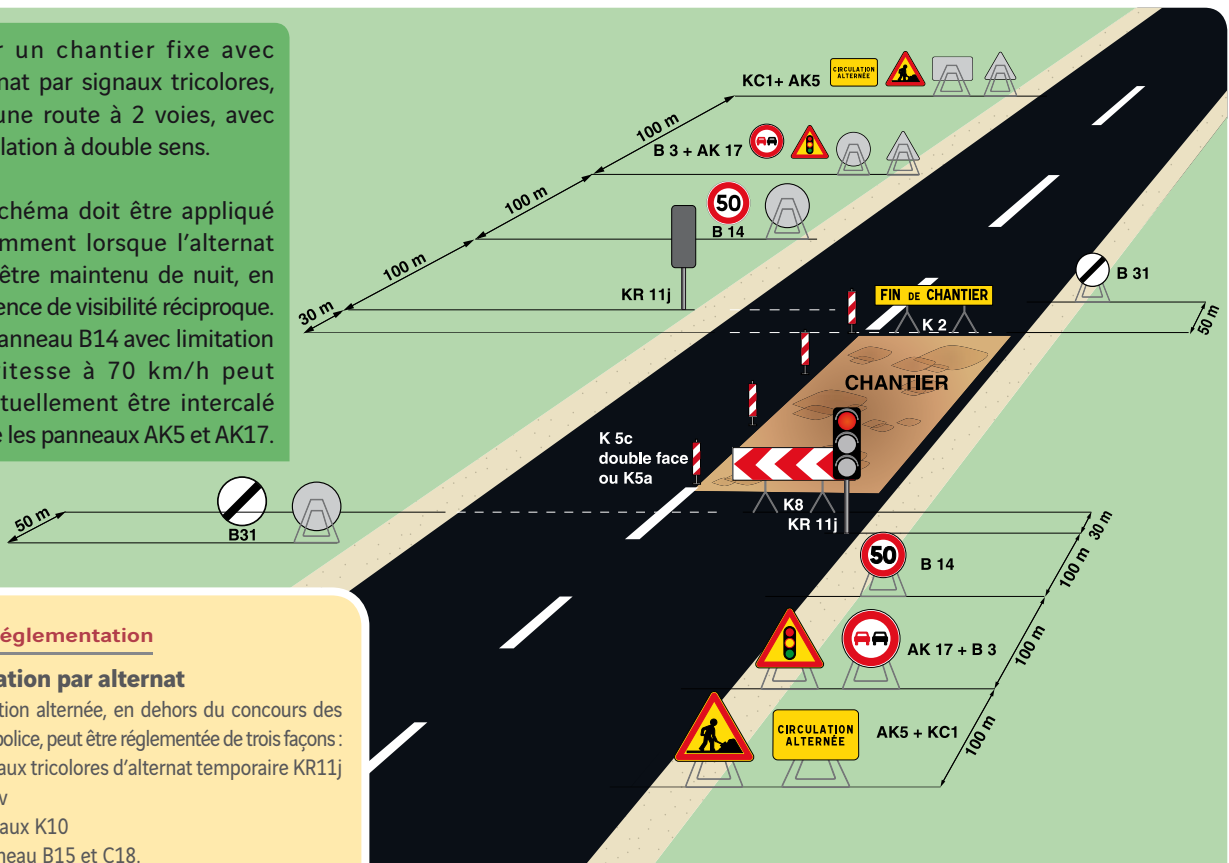 r un chantier fixe avec
nat par signaux tricolores,
une route à 2 voies, avec
lation à double sens.
chéma doit être appliqué
mment lorsque l'alternat
être maintenu de nuit, en
ence de visibilité réciproque.
anneau B14 avec limitation
itesse à 70 km/h peut
tuellement être intercalé
e les panneaux AK5 et AK17.
KC1+ AK5
CIRCULATION
ALTERNÉE
100 m
B 3 + AK 17
100 m
50
B 14
100 m
KR 11j
30 m
B 31
FIN DE CHANTIER
K 2
50 m
CHANTIER
K 5c
double face
ou K5a
K8
KR 11j
50 m
B31
30 m
50
B 14
100 m
AK 17 + B 3
100 m
CIRCULATION
ALTERNÉE
AK5 + KC1
100 m
églementation
ation par alternat
tion alternée, en dehors du concours des
police, peut être réglementée de trois façons :
aux tricolores d'alternat temporaire KR11j
v
aux K10
neau B15 et C18.